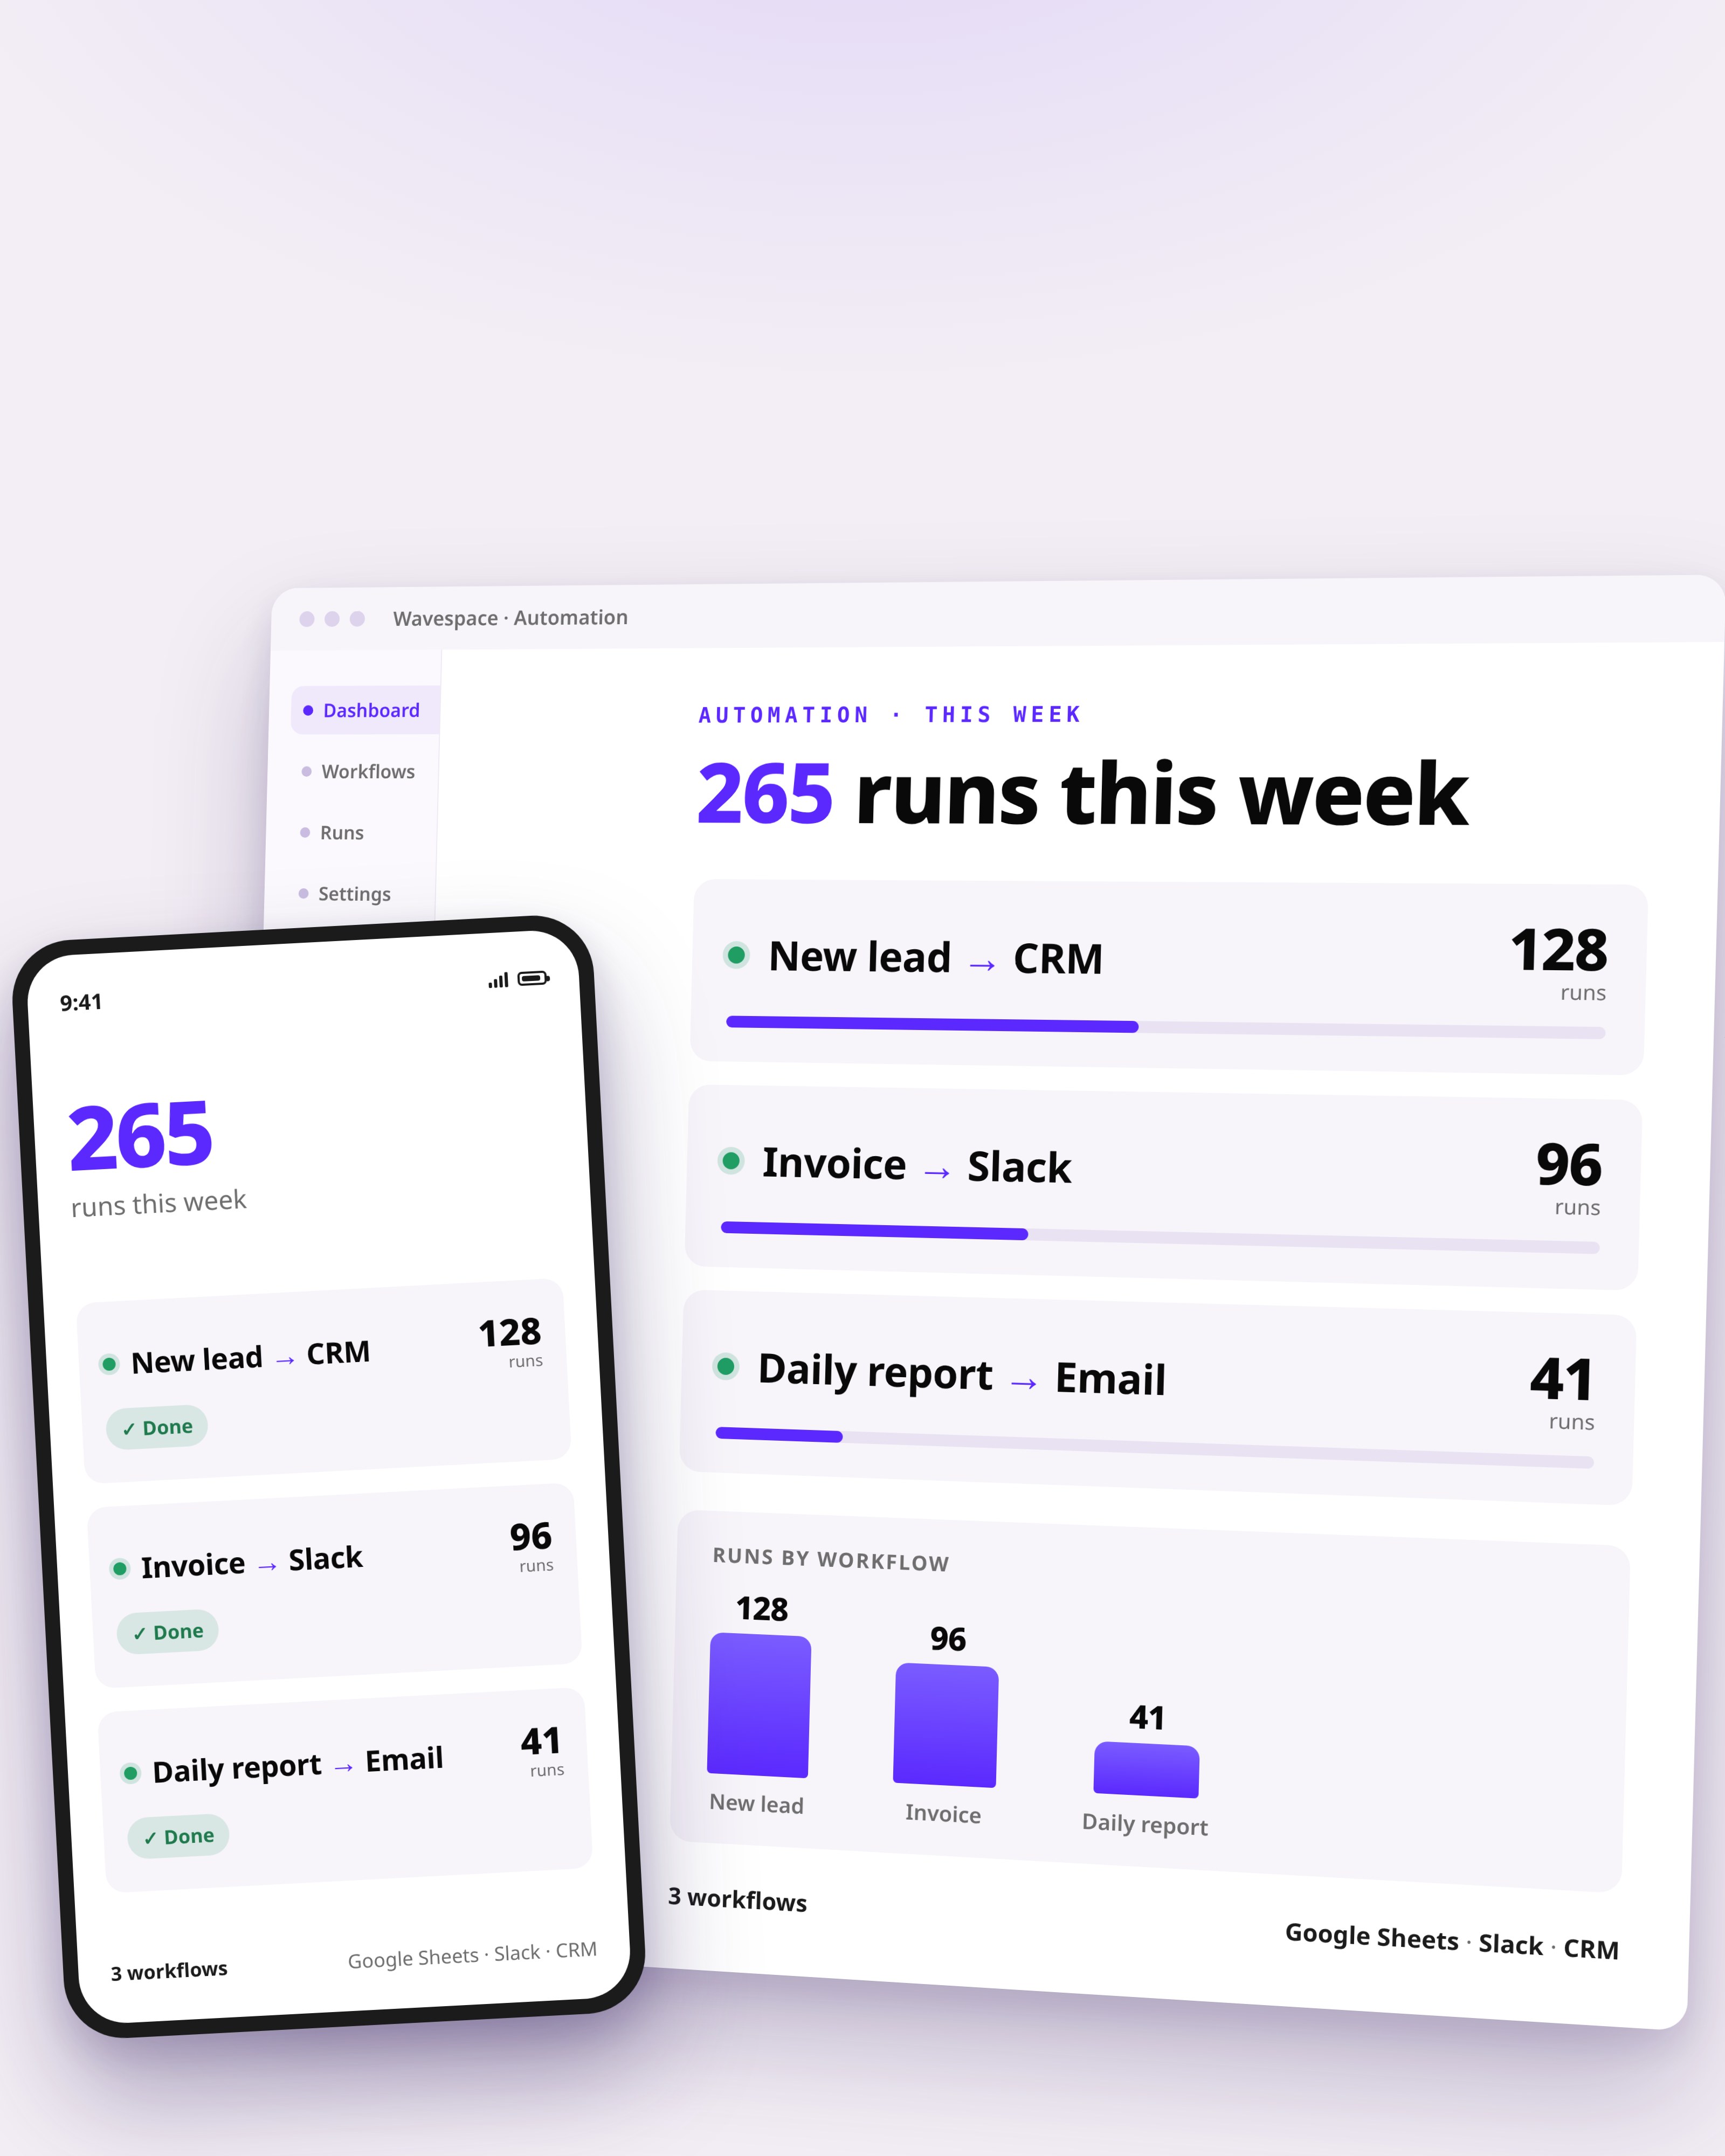 Wavespace · Automation
Dashboard
Workflows
Runs
Settings
AUTOMATION · THIS WEEK
265 runs this week
New lead → CRM
128
runs
Invoice → Slack
96
runs
Daily report → Email
41
runs
RUNS BY WORKFLOW
128
96
41
New lead
Invoice
Daily report
3 workflows
Google Sheets · Slack · CRM
9:41
265
runs this week
New lead → CRM
128
runs
✓ Done
Invoice → Slack
96
runs
✓ Done
Daily report → Email
41
runs
✓ Done
3 workflows
Google Sheets · Slack · CRM